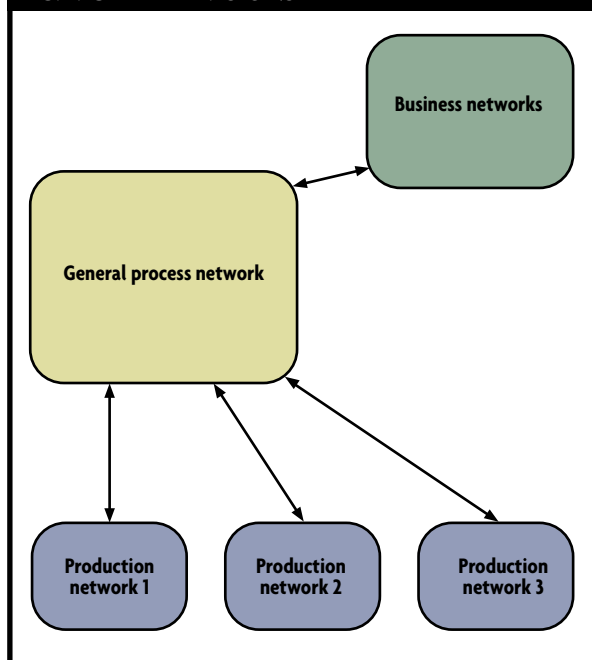 Business networks
General process network
Production
network 1
Production
network 2
Production
network 3